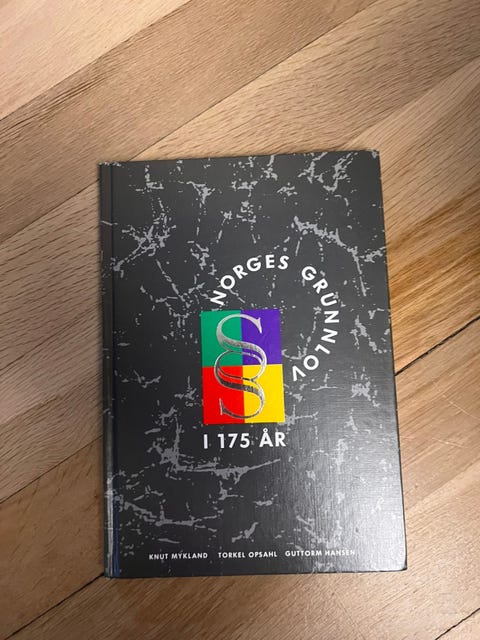 NORGES GRUNNLOV
§
I 175 ÅR
KNUT MYKLAND TORKEL OPSAHL GUTTORM HANSEN